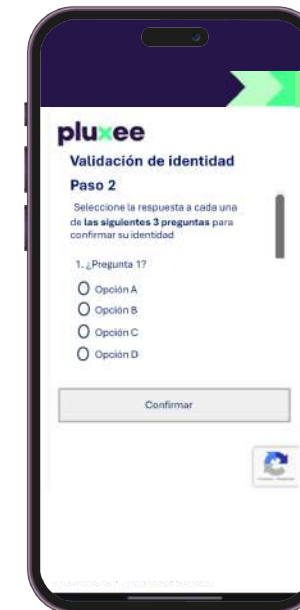 pluxee
Validación de identidad
Paso 2
Seleccione la respuesta a cada una
de las siguientes 3 preguntas para
confirmar su identidad
1. ¿Pregunta 1?
Opción A
Opción B
Opción C
Opción D
Confirmar